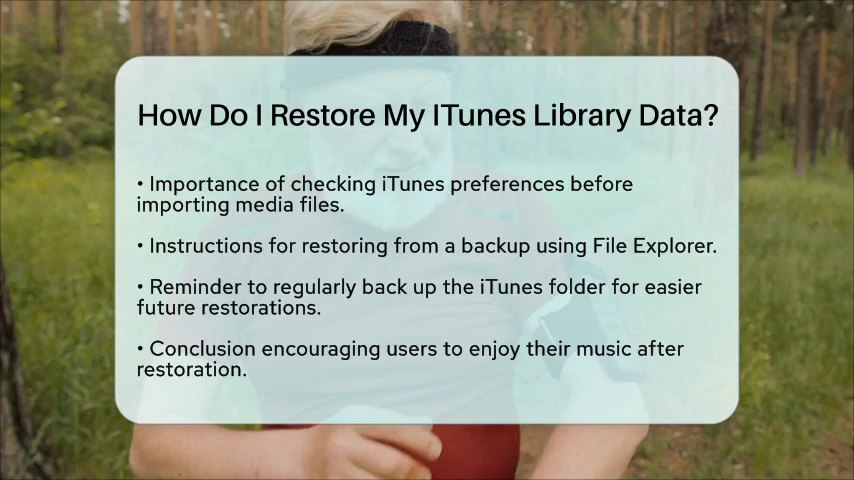 How Do I Restore My ITunes Library Data?
• Importance of checking iTunes preferences before
importing media files.
• Instructions for restoring from a backup using File Explorer.
• Reminder to regularly back up the iTunes folder for easier
future restorations.
• Conclusion encouraging users to enjoy their music after
restoration.